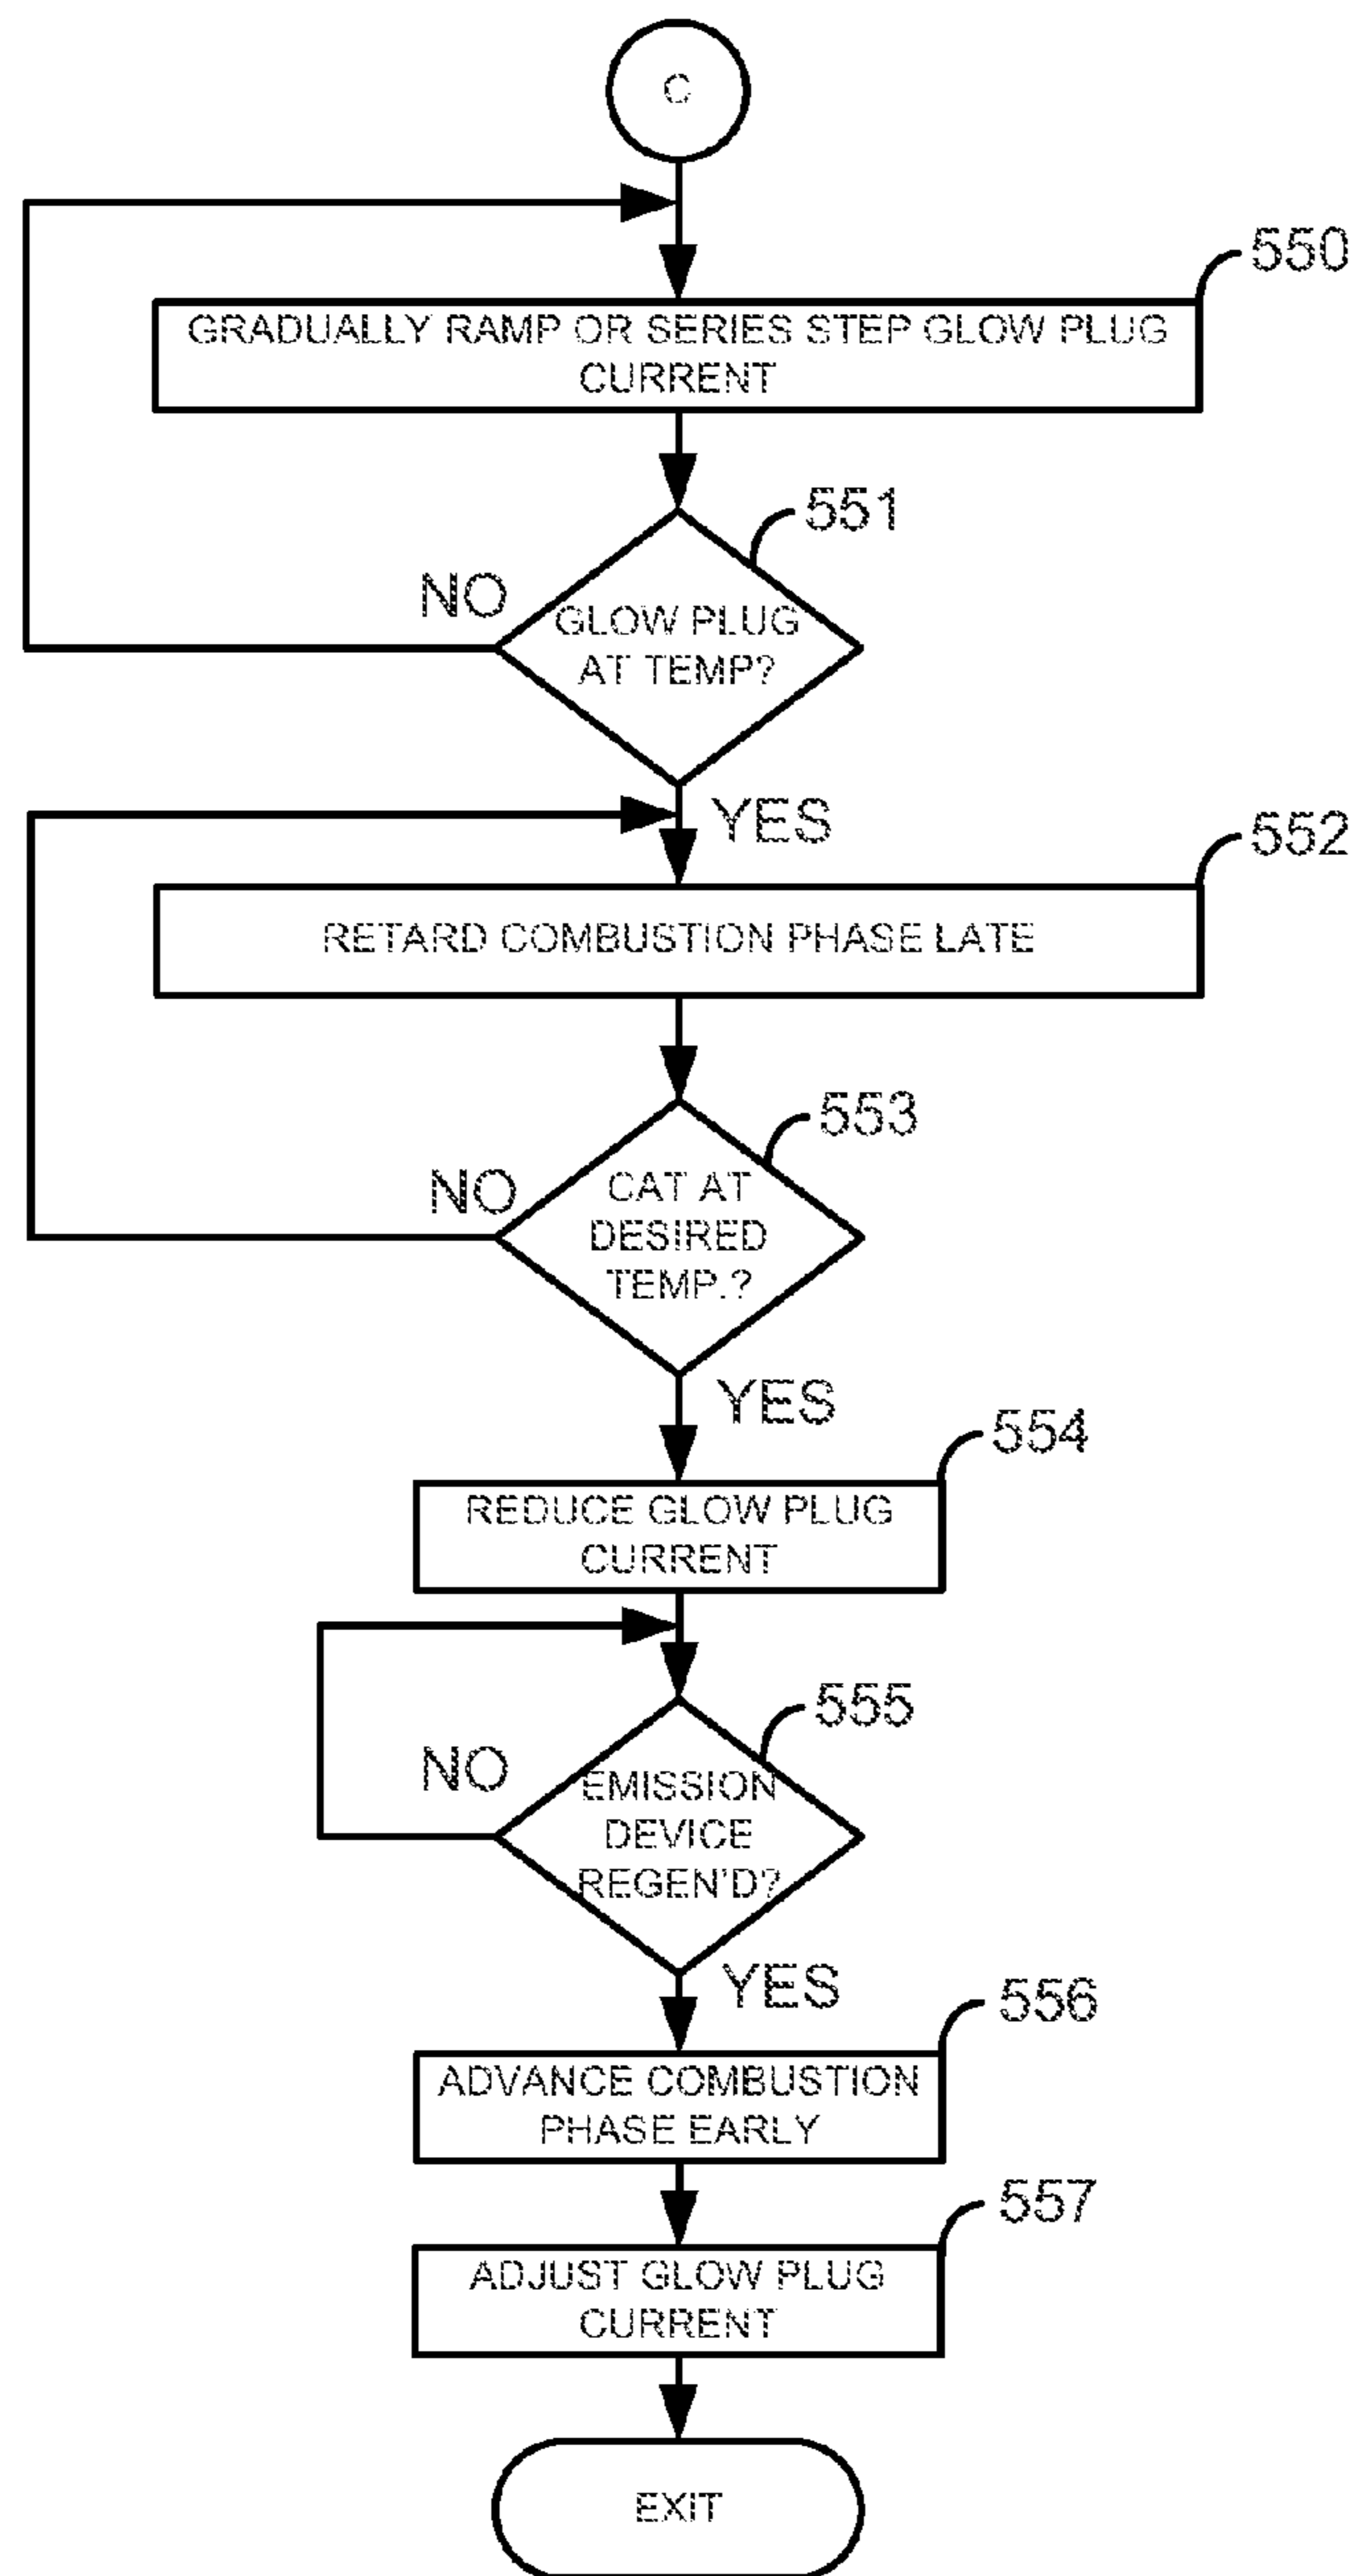 C
550
GRADUALLY RAMP OR SERIES STEP GLOW PLUG
CURRENT
551
NO
GLOW PLUG
AT TEMP?
YES
552
RETARD COMBUSTION PHASE LATE
553
NO
CAT AT
DESIRED
TEMP.?
YES
554
REDUCE GLOW PLUG
CURRENT
555
NO
EMISSION
DEVICE
REGEN'D?
YES
556
ADVANCE COMBUSTION
PHASE EARLY
557
ADJUST GLOW PLUG
CURRENT
EXIT